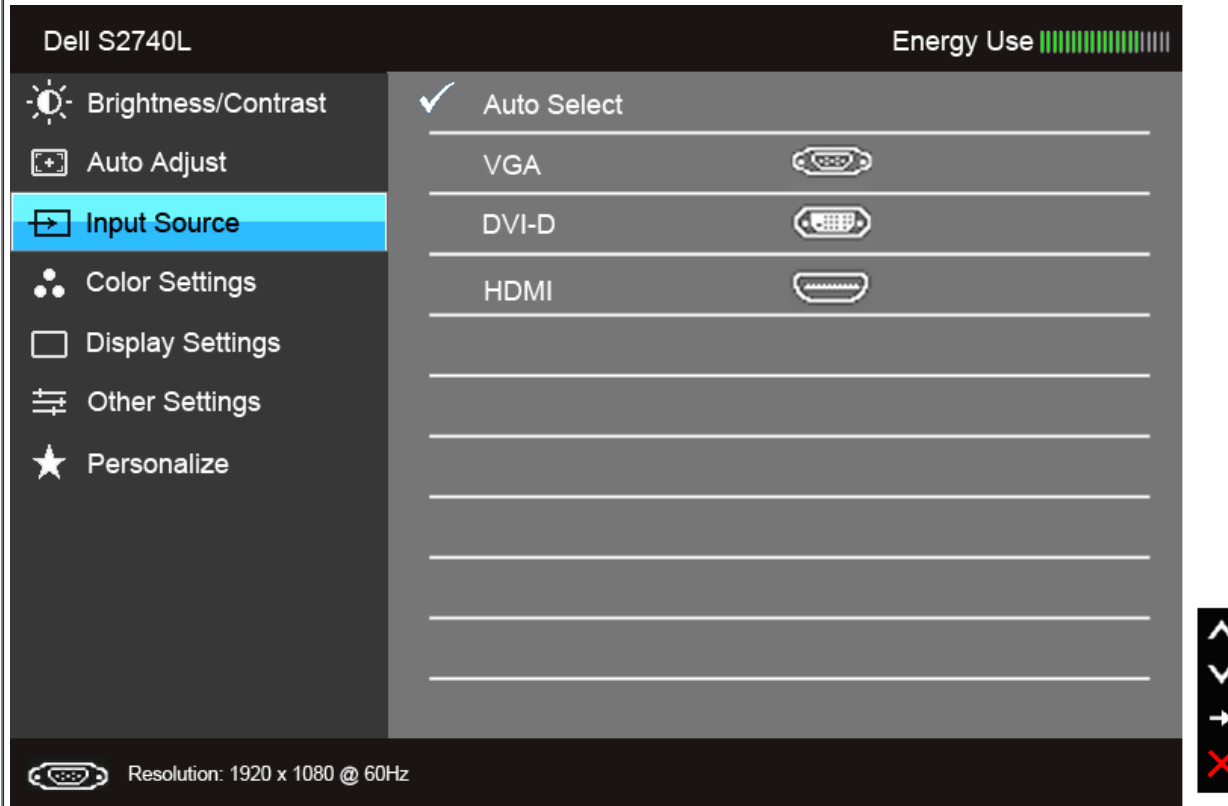 Dell S2740L
Energy Use
Brightness/Contrast
Auto Adjust
Input Source
Color Settings
Display Settings
Other Settings
Personalize
Auto Select
VGA
DVI-D
HDMI
Resolution: 1920 x 1080 @ 60Hz